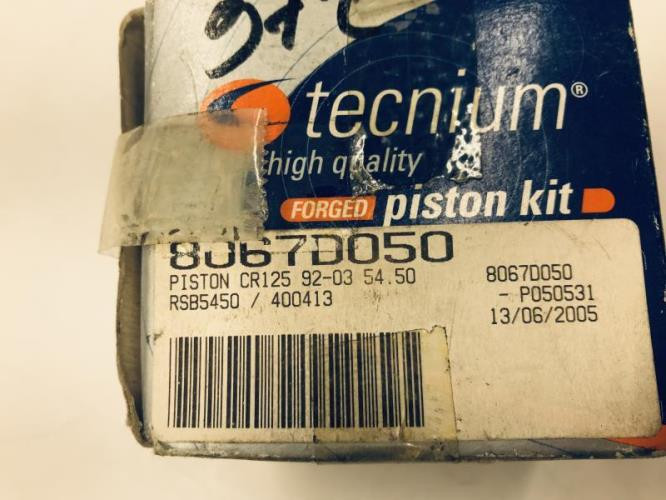 tecnium®
high quality
FORGED piston kit
8067D050
PISTON CR125 92-03 54.50
RSB5450 / 400413
8067D050
- P050531
13/06/2005